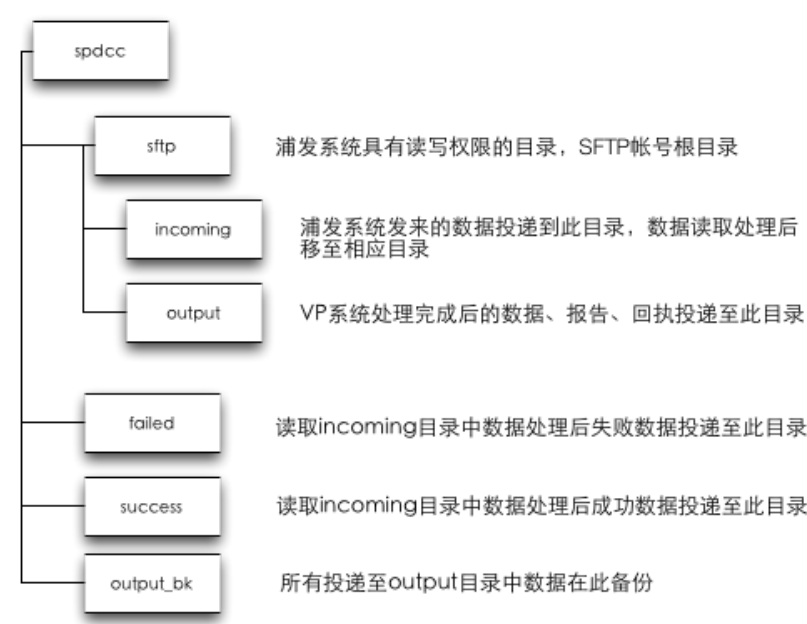 spdcc
sftp
浦发系统具有读写权限的目录，SFTP帐号根目录
incoming
浦发系统发来的数据投递到此目录，数据读取处理后
移至相应目录
output
VP系统处理完成后的数据、报告、回执投递至此目录
failed
读取incoming目录中数据处理后失败数据投递至此目录
success
读取incoming目录中数据处理后成功数据投递至此目录
output_bk
所有投递至output目录中数据在此备份